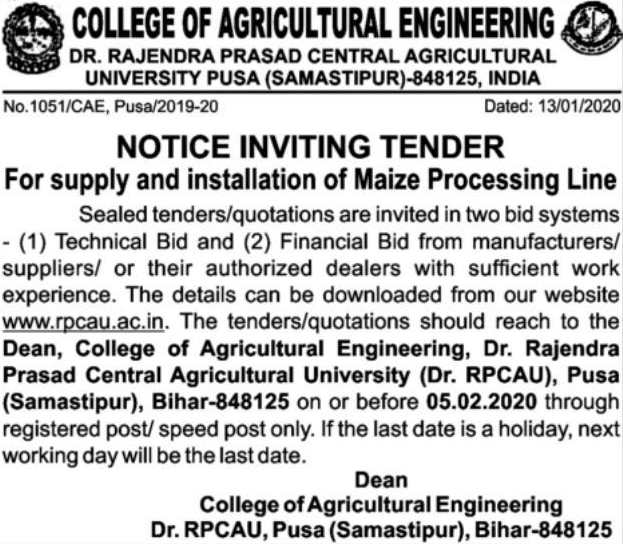 COLLEGE OF AGRICULTURAL ENGINEERING
DR. RAJENDRA PRASAD CENTRAL AGRICULTURAL
UNIVERSITY PUSA (SAMASTIPUR)-848125, INDIA
No.1051/CAE, Pusa/2019-20 Dated: 13/01/2020
NOTICE INVITING TENDER
For supply and installation of Maize Processing Line
Sealed tenders/quotations are invited in two bid systems
- (1) Technical Bid and (2) Financial Bid from manufacturers/
suppliers/ or their authorized dealers with sufficient work
experience. The details can be downloaded from our website
www.rpcau.ac.in. The tenders/quotations should reach to the
Dean, College of Agricultural Engineering, Dr. Rajendra
Prasad Central Agricultural University (Dr. RPCAU), Pusa
(Samastipur), Bihar-848125 on or before 05.02.2020 through
registered post/ speed post only. If the last date is a holiday, next
working day will be the last date.
Dean
College of Agricultural Engineering
Dr. RPCAU, Pusa (Samastipur), Bihar-848125